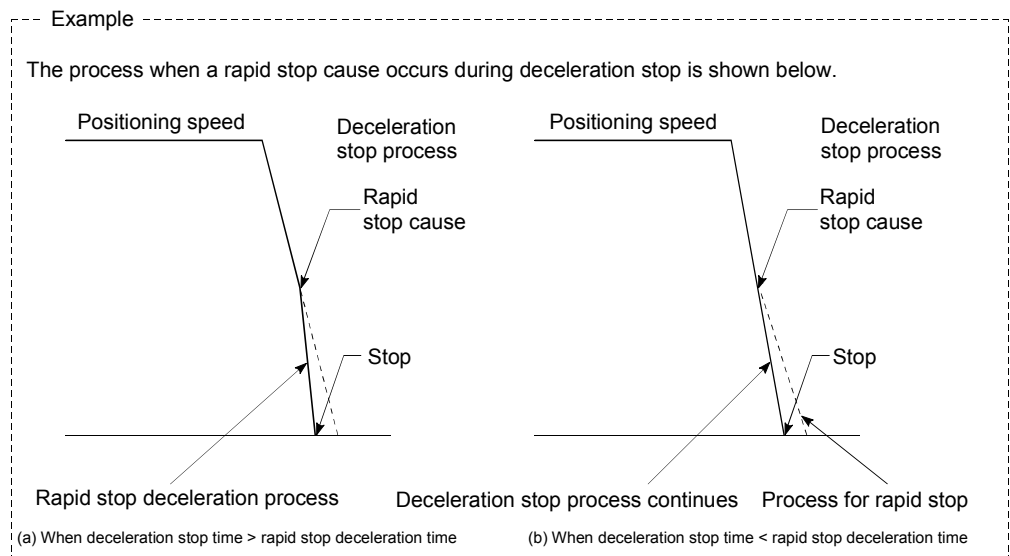 Example
The process when a rapid stop cause occurs during deceleration stop is shown below.
Positioning speed
Deceleration
stop process
Rapid
stop cause
Stop
Rapid stop deceleration process
(a) When deceleration stop time > rapid stop deceleration time
Positioning speed
Deceleration
stop process
Rapid
stop cause
Stop
Deceleration stop process continues
Process for rapid stop
(b) When deceleration stop time < rapid stop deceleration time